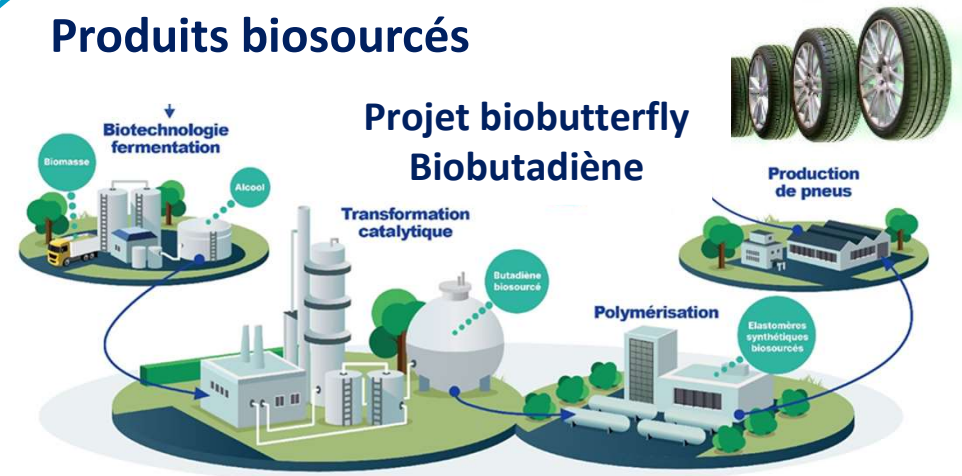 Produits biosourcés
Projet biobutterfly
Biobutadiène
Biotechnologie
fermentation
Biomasse
Alcool
Transformation
catalytique
Butadiène
biosourcé
Polymérisation
Elastomères
synthétiques
biosourcés
Production
de pneus